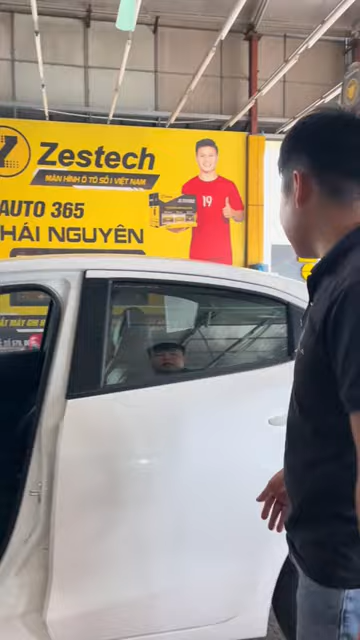 Zestech
MÀN HÌNH Ô TÔ SỐ 1 VIỆT NAM
AUTO 365
HÁI NGUYÊN
19